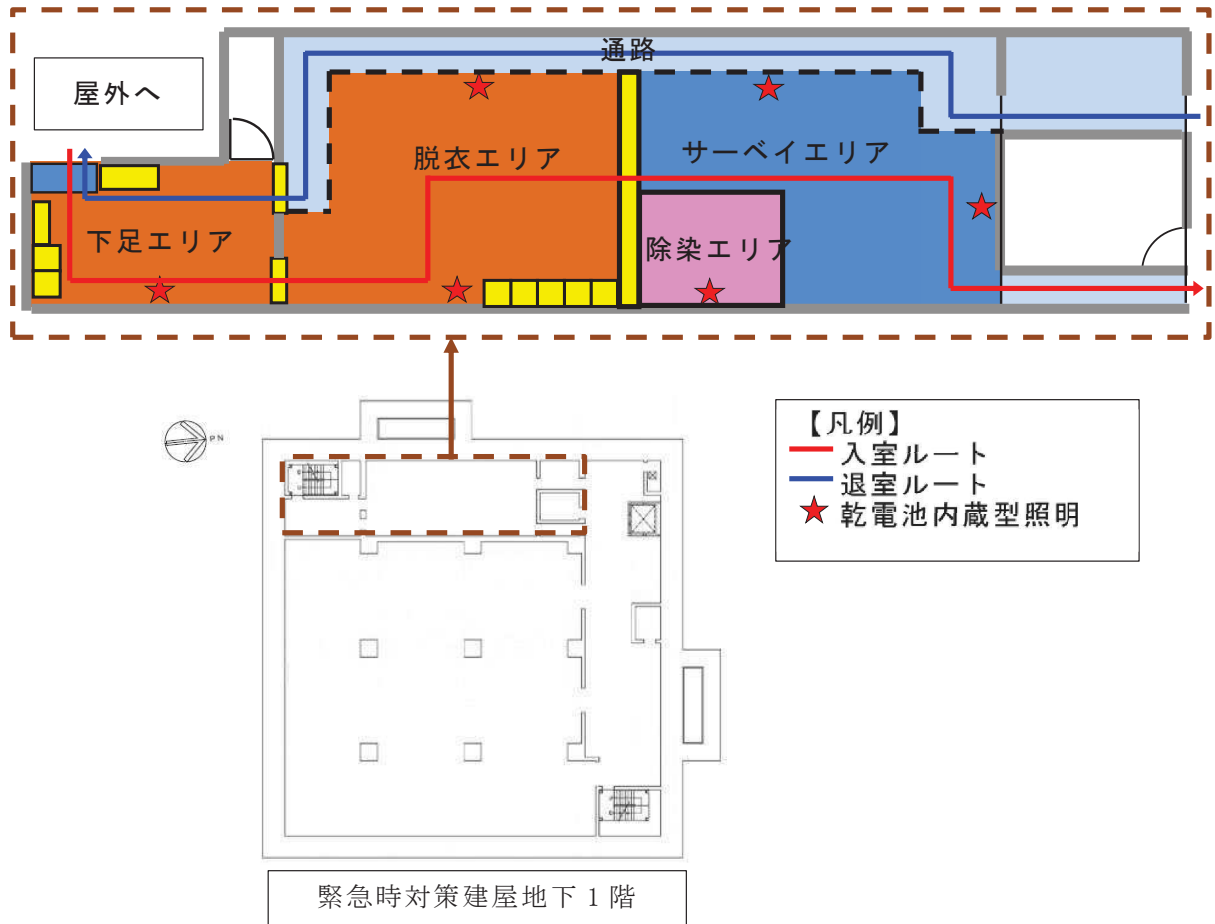 通路
屋外へ
脱衣エリア
サーベイエリア
下足エリア
除染エリア
PN
【凡例】
入室ルート
退室ルート
乾電池内蔵型照明
緊急時対策建屋地下1階